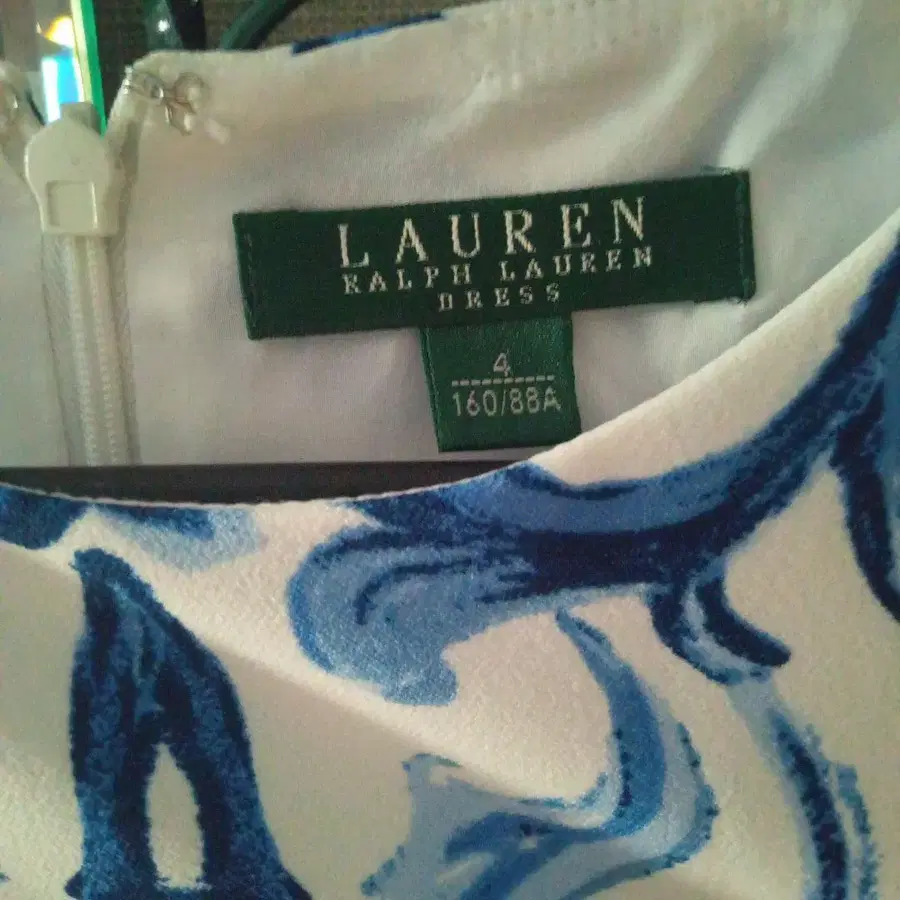 LAUREN
RALPH LAUREN
DRESS
4
160/88A